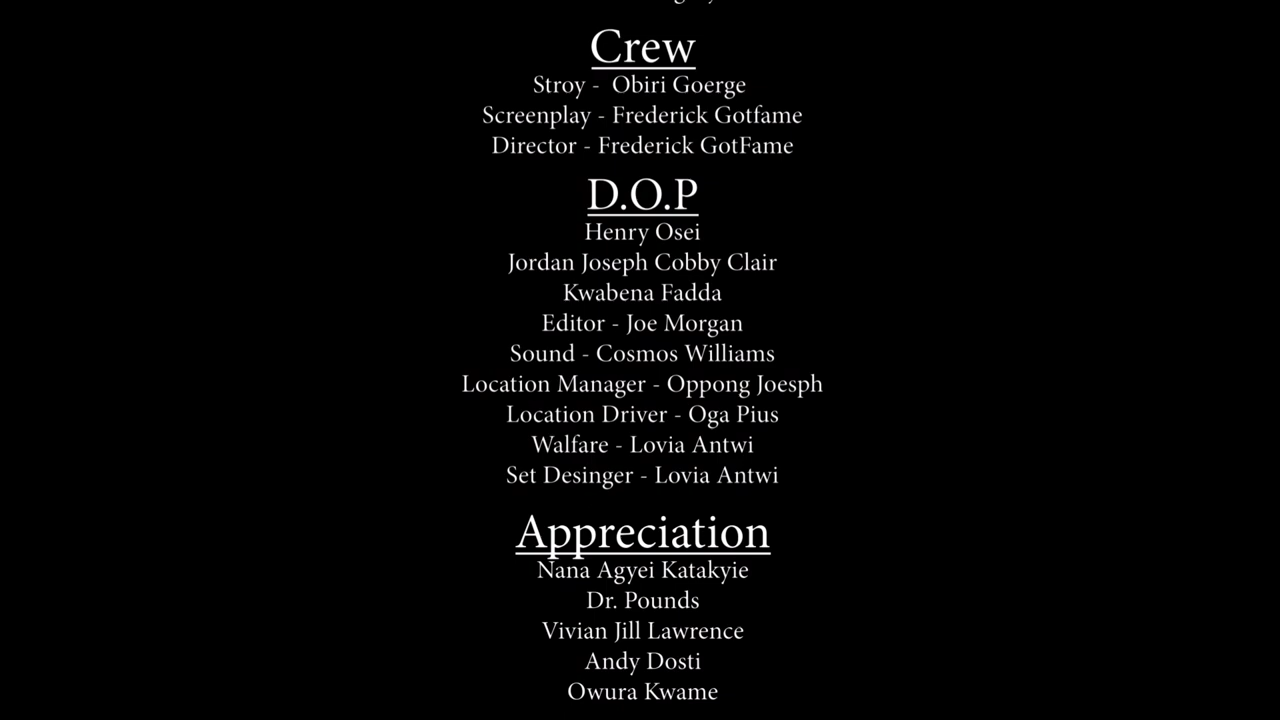 Crew
Stroy -  Obiri Goerge
Screenplay - Frederick Gotfame
Director - Frederick GotFame
D.O.P
Henry Osei
Jordan Joseph Cobby Clair
Kwabena Fadda
Editor - Joe Morgan
Sound - Cosmos Williams
Location Manager - Oppong Joesph
Location Driver - Oga Pius
Walfare - Lovia Antwi
Set Desinger - Lovia Antwi
Appreciation
Nana Agyei Katakyie
Dr. Pounds
Vivian Jill Lawrence
Andy Dosti
Owura Kwame